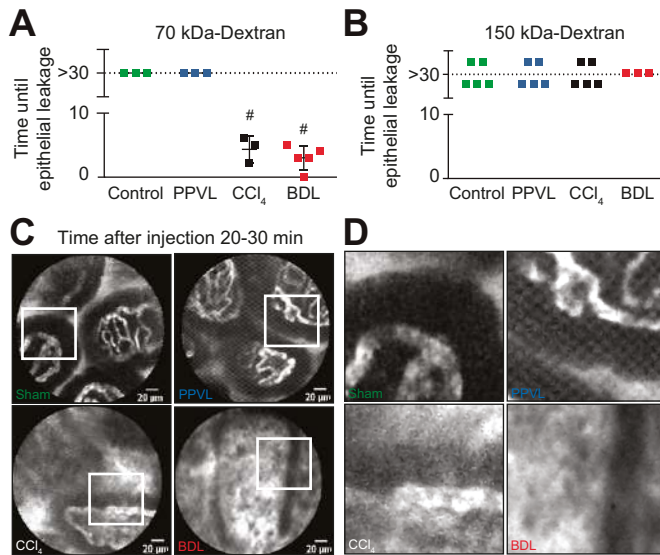 A
70 kDa-Dextran
Time until
epithelial leakage
>30
10
0
#
#
Control PPVL CCl₄ BDL
B
150 kDa-Dextran
Time until
epithelial leakage
>30
10
0
Control PPVL CCl₄ BDL
C
Time after injection 20-30 min
Sham
20 µm
PPVL
20 µm
CCl₄
20 µm
BDL
20 µm
D
Sham
PPVL
CCl₄
BDL